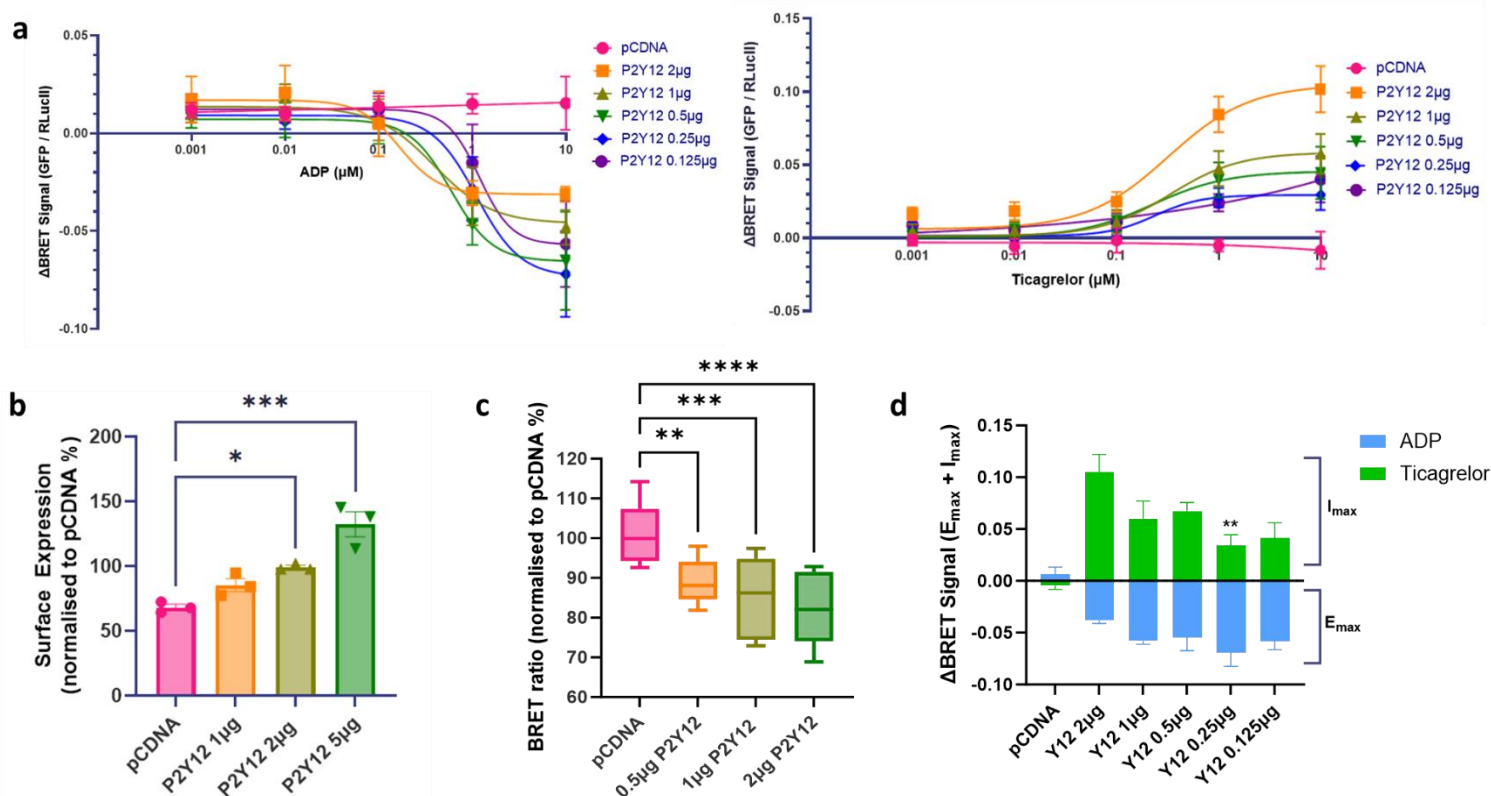 a
0.05
0.00
-0.05
-0.10
ΔBRET Signal (GFP / RLucII)
0.001
0.01
0.1
10
ADP (µM)
pCDNA
P2Y12 2µg
P2Y12 1µg
P2Y12 0.5µg
P2Y12 0.25µg
P2Y12 0.125µg
0.15
0.10
0.05
0.00
-0.05
ΔBRET Signal (GFP / RLucII)
0.001
0.01
0.1
Ticagrelor (µM)
pCDNA
P2Y12 2µg
P2Y12 1µg
P2Y12 0.5µg
P2Y12 0.25µg
P2Y12 0.125µg
b
***
*
200
150
100
50
0
Surface Expression
(normalised to pCDNA %)
pCDNA
P2Y12 1µg
P2Y12 2µg
P2Y12 5µg
c
****
***
**
120
110
100
90
80
70
60
BRET ratio (normalised to pCDNA %)
pCDNA
0.5µg P2Y12
1µg P2Y12
2µg P2Y12
d
0.15
0.10
0.05
0.00
-0.05
-0.10
ΔBRET Signal (Emax + Imax)
**
ADP
Ticagrelor
Imax
Emax
pCDNA
Y12 2µg
Y12 1µg
Y12 0.5µg
Y12 0.25µg
Y12 0.125µg